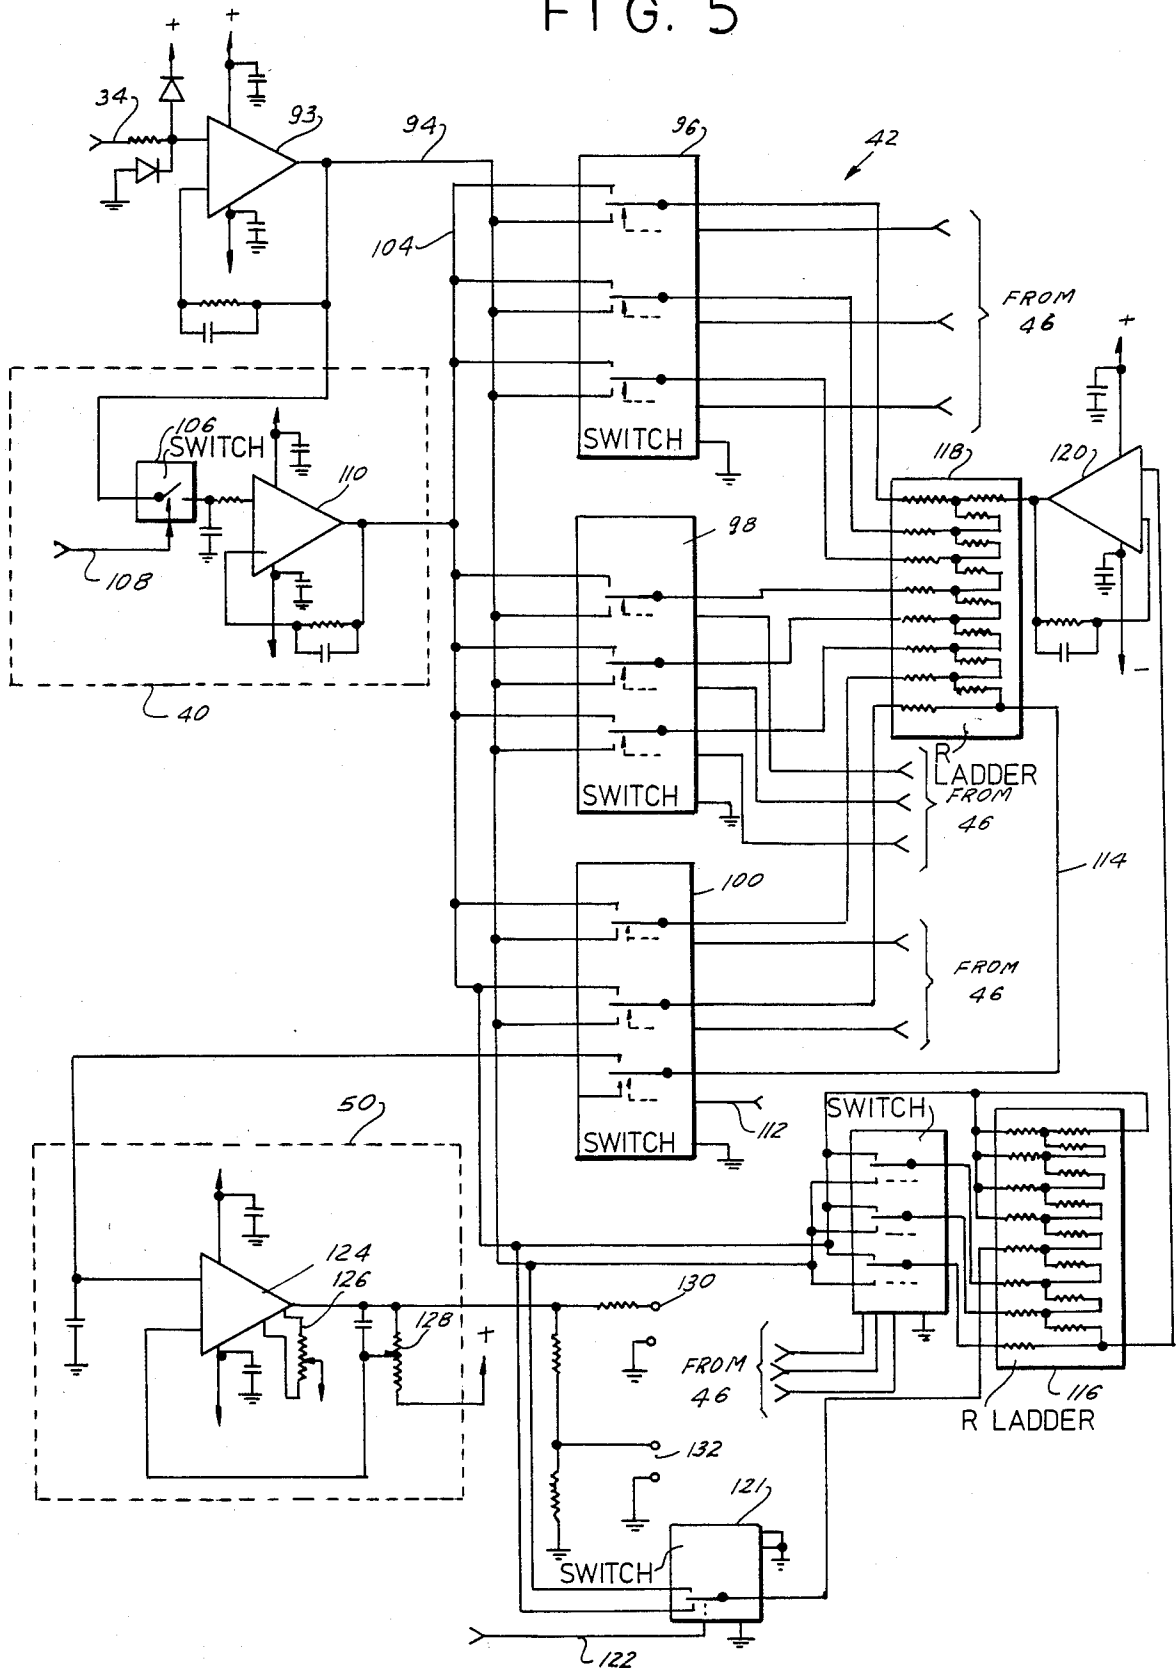 FIG. 5
+
+
34
93
94
96
42
104
FROM
46
+
106
SWITCH
SWITCH
110
118
120
98
108
40
-
R
LADDER
SWITCH
FROM
46
114
100
FROM
46
50
SWITCH
112
SWITCH
124
126
130
128
+
FROM
46
116
R LADDER
132
121
SWITCH
122